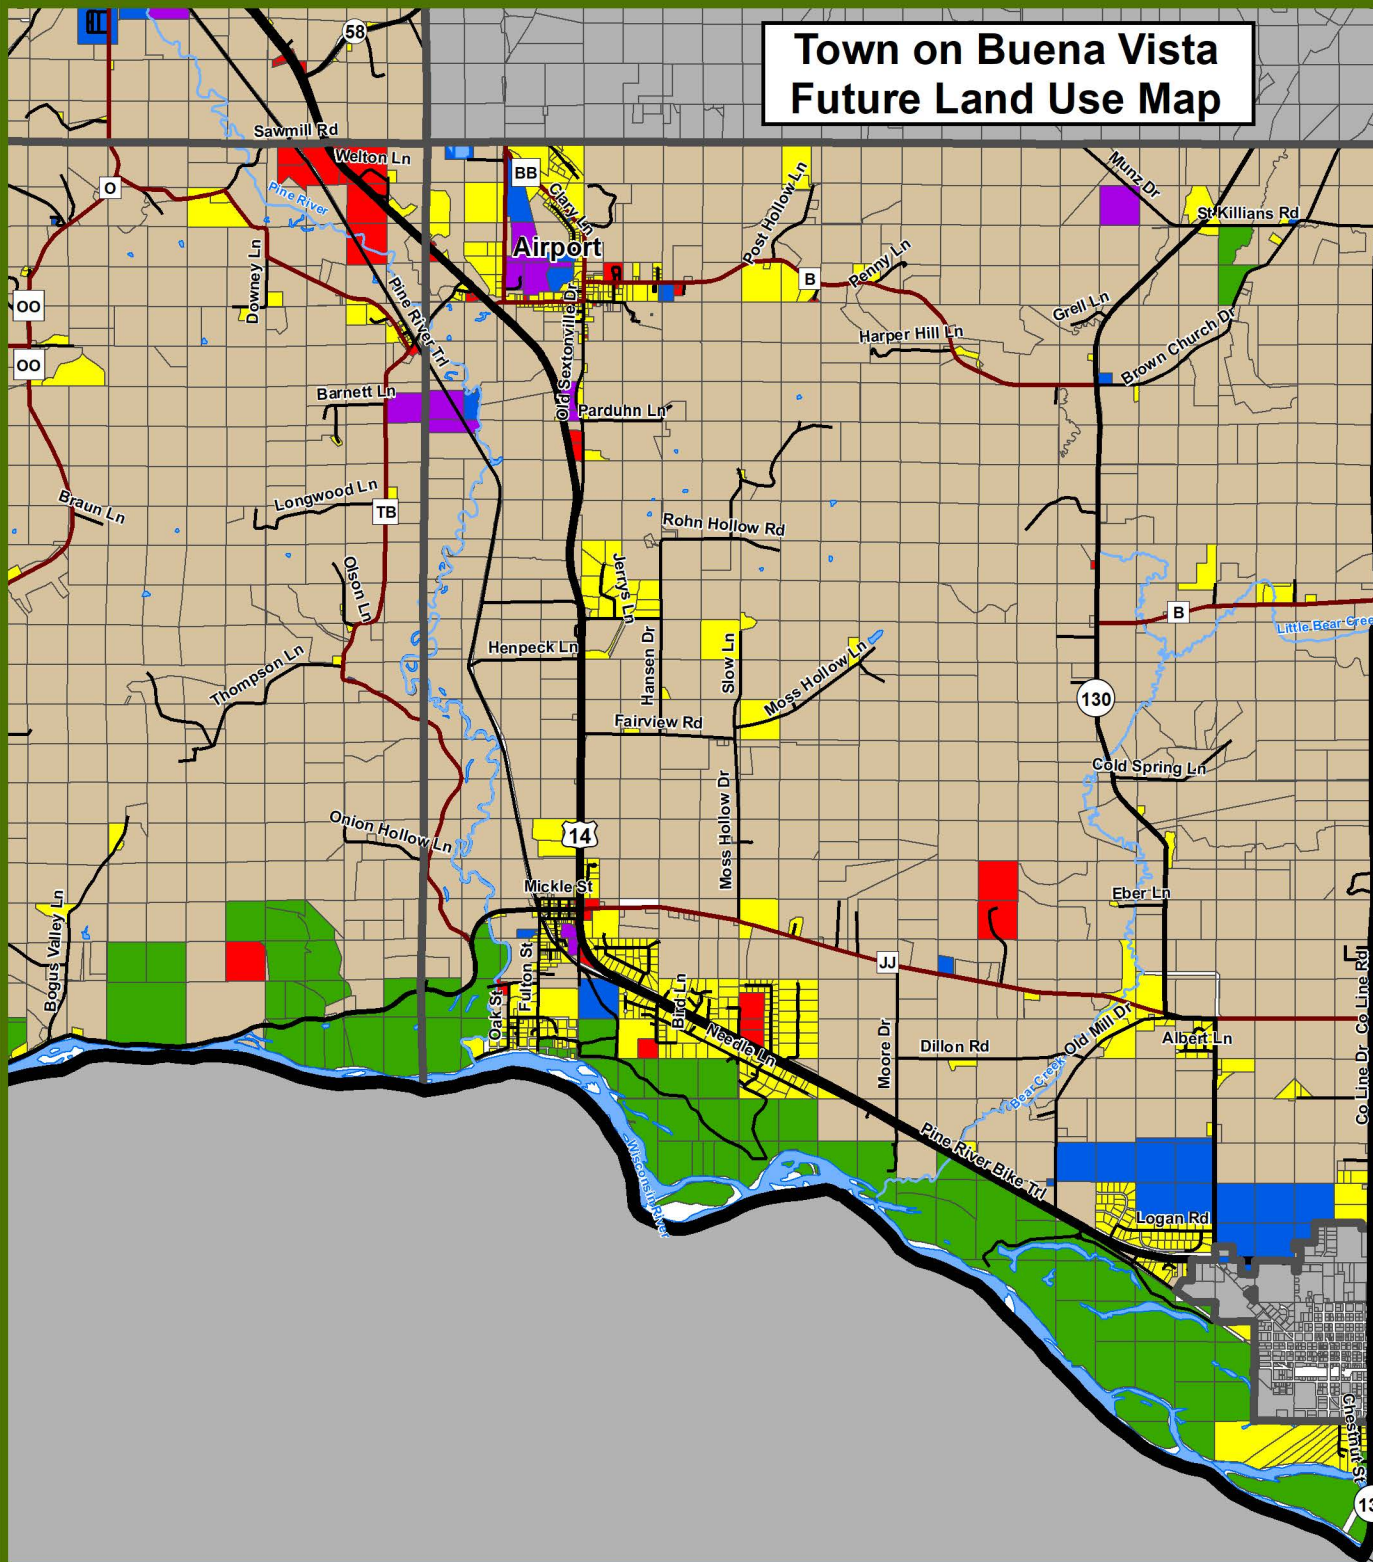 Town on Buena Vista
Future Land Use Map
58
Sawmill Rd
Welton Ln
O
Pine River
BB
Clary Ln
Airport
Post Hollow Ln
Munz Dr
St Killians Rd
Downey Ln
Pine River Trl
B
Penny Ln
OO
Grell Ln
Harper Hill Ln
Brown Church Dr
OO
Old Sextonville Dr
Barnett Ln
Parduhn Ln
Braun Ln
Longwood Ln
TB
Rohn Hollow Rd
Olson Ln
Jerrys Ln
B
Little Bear Cree
Henpeck Ln
Hansen Dr
Slow Ln
Moss Hollow Ln
Thompson Ln
130
Fairview Rd
Cold Spring Ln
Onion Hollow Ln
14
Moss Hollow Dr
Mickle St
Eber Ln
Bogus Valley Ln
Fulton St
JJ
Oak St
Bird Ln
Needle Ln
Moore Dr
Dillon Rd
Old Mill Dr
Albert Ln
Co Line Rd
Co Line Dr
Bear Creek
Pine River Bike Trl
Wisconsin River
Logan Rd
Chestnut St
13